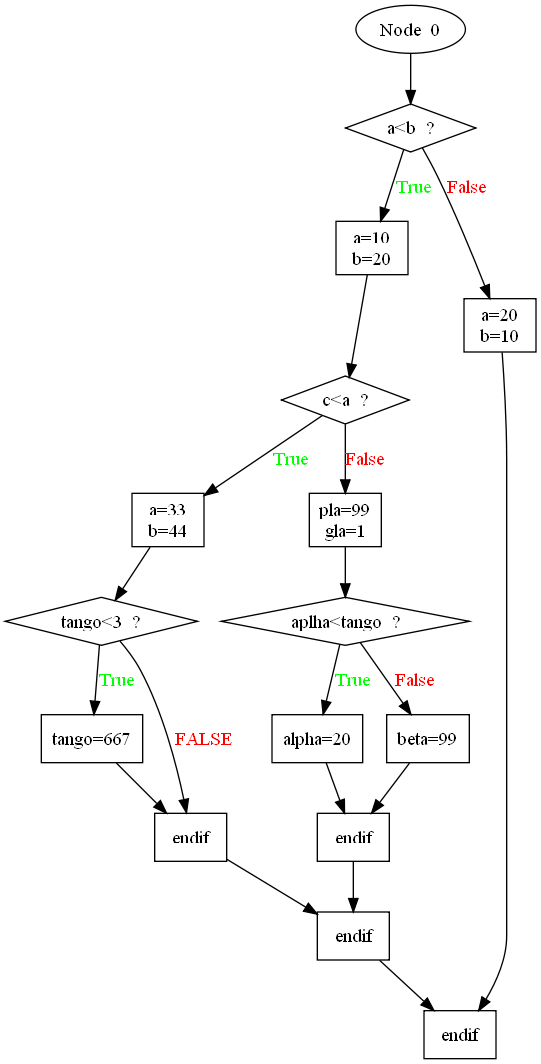 Node 0
a<b ?
True
False
a=10
b=20
a=20
b=10
c<a ?
True
False
a=33
b=44
pla=99
gla=1
tango<3 ?
aplha<tango ?
True
True
False
tango=667
FALSE
alpha=20
beta=99
endif
endif
endif
endif